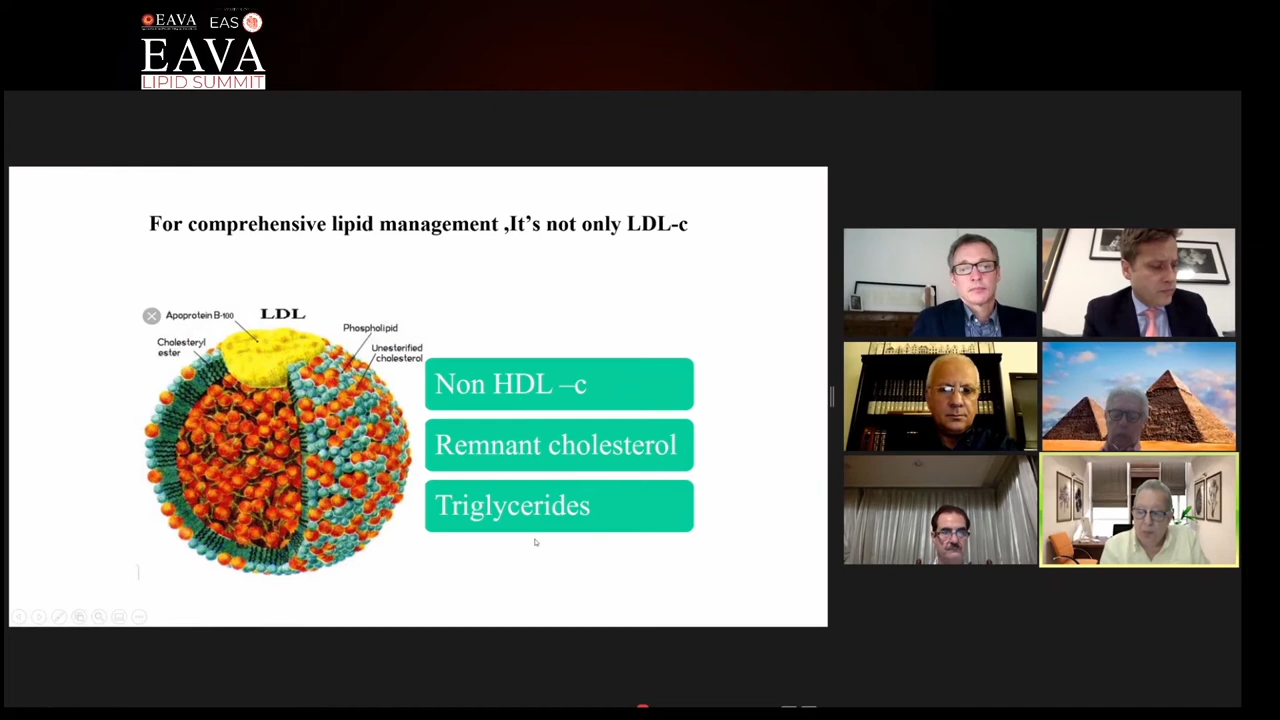 EAVA
EAS
EAVA
LIPID SUMMIT
For comprehensive lipid management ,It’s not only LDL-c
Apoprotein B-100
LDL
Phospholipid
Cholesteryl
ester
Unesterified
cholesterol
Non HDL –c
Remnant cholesterol
Triglycerides